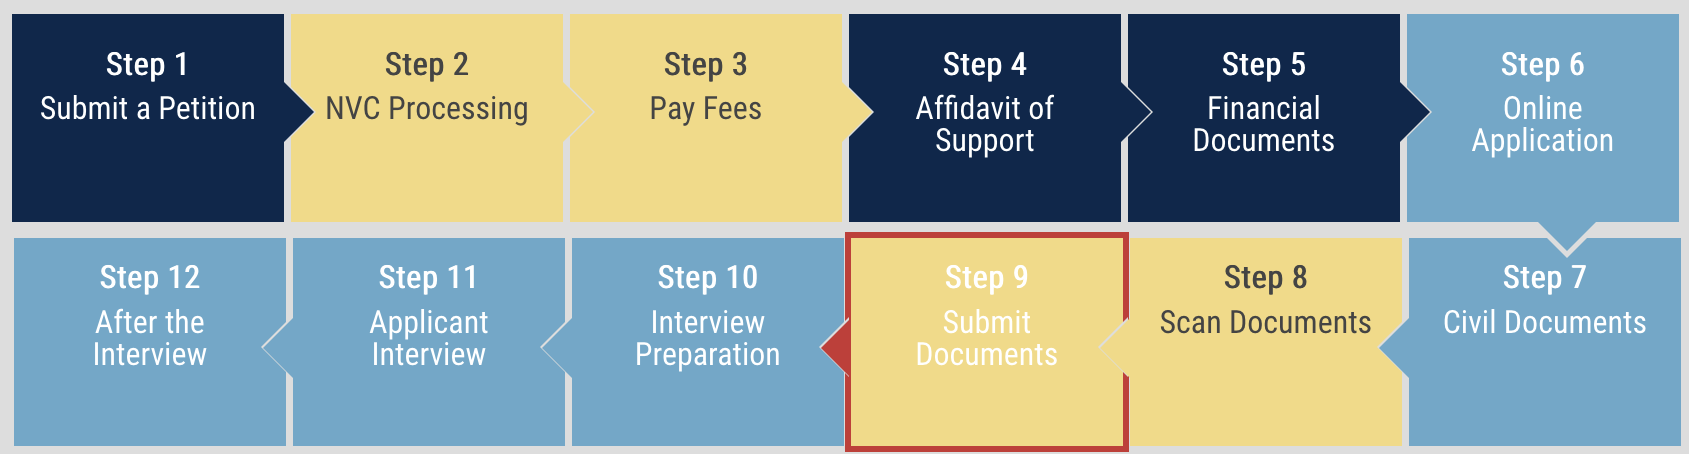 Step 1
Submit a Petition
Step 2
NVC Processing
Step 3
Pay Fees
Step 4
Affidavit of
Support
Step 5
Financial
Documents
Step 6
Online
Application
Step 12
After the
Interview
Step 11
Applicant
Interview
Step 10
Interview
Preparation
Step 9
Submit
Documents
Step 8
Scan Documents
Step 7
Civil Documents